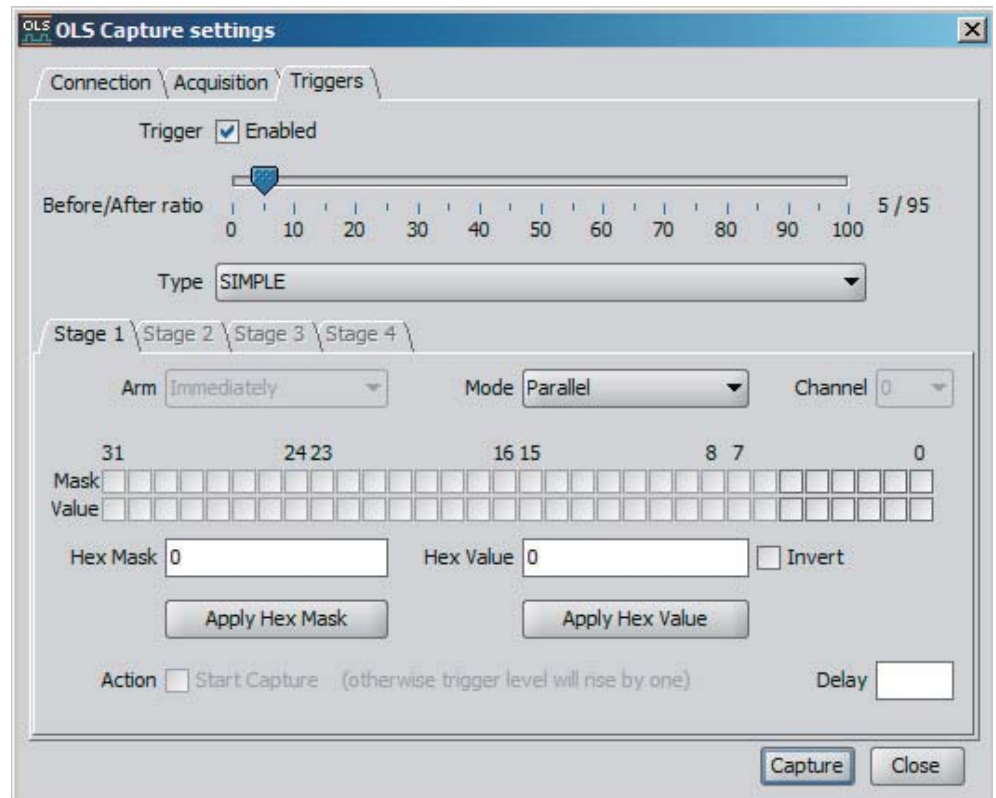 OLS OLS Capture settings
Connection Acquisition Triggers
Trigger Enabled
Before/After ratio 5 / 95
0 10 20 30 40 50 60 70 80 90 100
Type SIMPLE
Stage 1 Stage 2 Stage 3 Stage 4
Arm Immediately Mode Parallel Channel 0
31 24 23 16 15 8 7 0
Mask
Value
Hex Mask 0 Hex Value 0 Invert
Apply Hex Mask Apply Hex Value
Action Start Capture (otherwise trigger level will rise by one) Delay
Capture Close